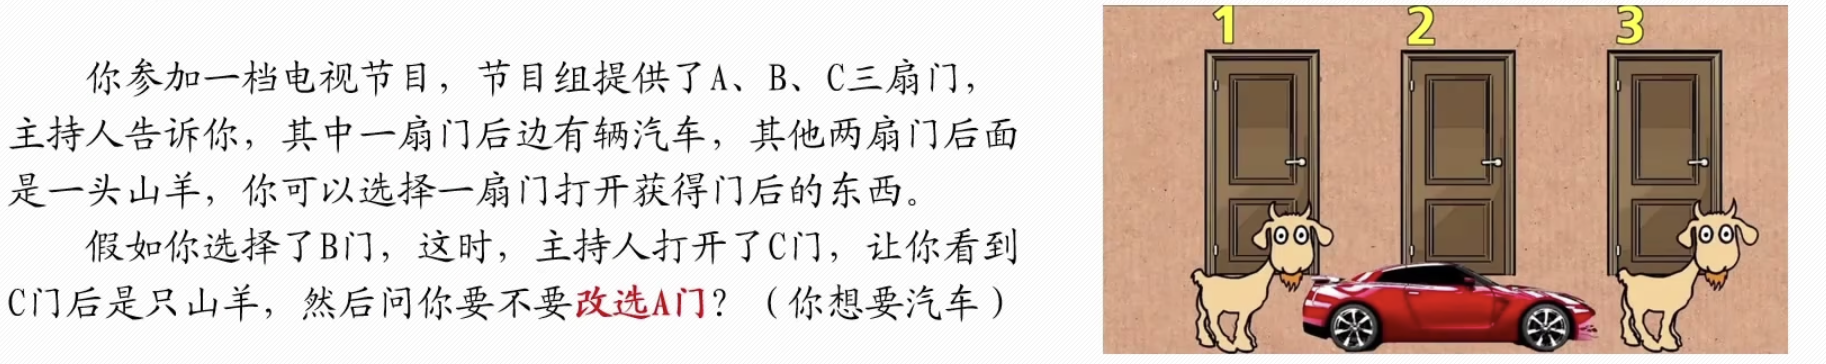 你参加一档电视节目，节目组提供了A、B、C三扇门，
主持人告诉你，其中一扇门后边有辆汽车，其他两扇门后面
是一头山羊，你可以选择一扇门打开获得门后的东西。
假如你选择了B门，这时，主持人打开了C门，让你看到
C门后是只山羊，然后问你要不要改选A门？（你想要汽车）
1 2 3